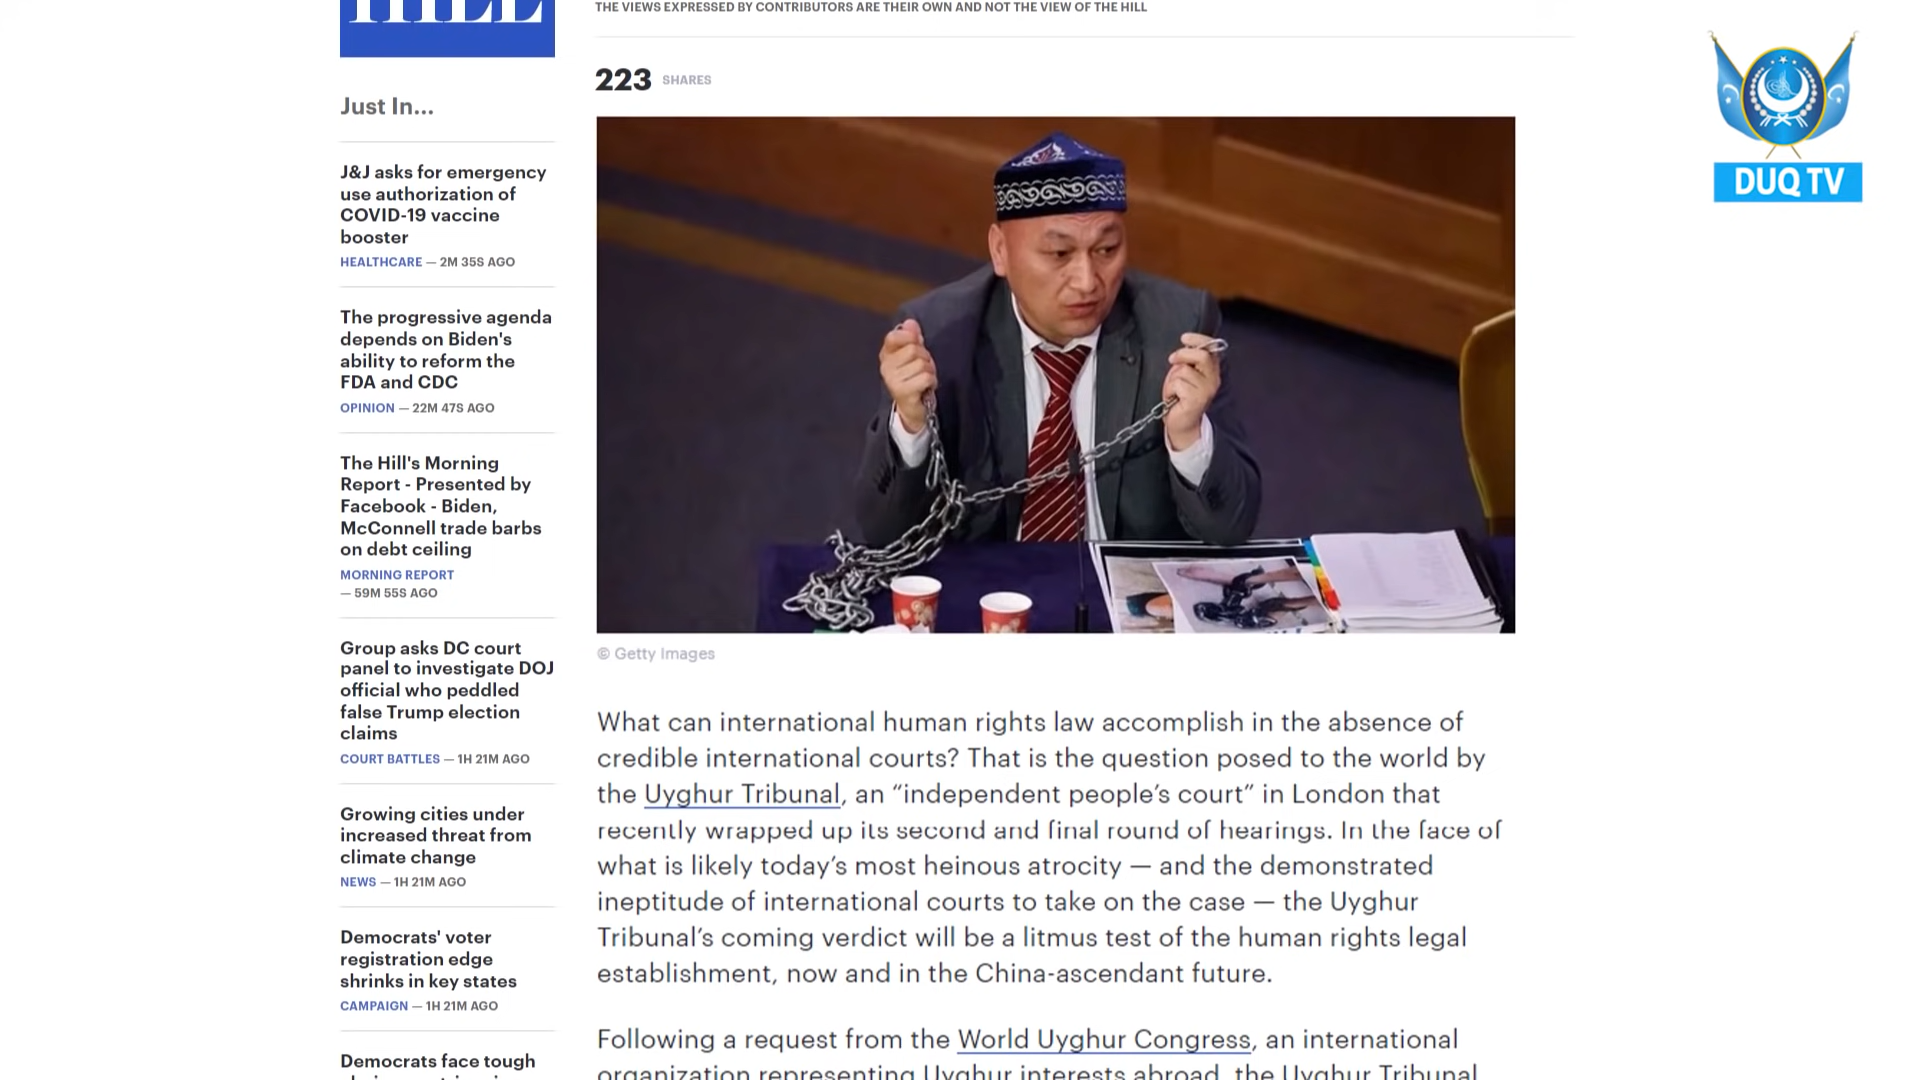 HILL
THE VIEWS EXPRESSED BY CONTRIBUTORS ARE THEIR OWN AND NOT THE VIEW OF THE HILL
223 SHARES
DUQ TV
Just In...
J&J asks for emergency
use authorization of
COVID-19 vaccine
booster
HEALTHCARE — 2M 35S AGO
The progressive agenda
depends on Biden's
ability to reform the
FDA and CDC
OPINION — 22M 47S AGO
The Hill's Morning
Report - Presented by
Facebook - Biden,
McConnell trade barbs
on debt ceiling
MORNING REPORT
— 59M 55S AGO
Group asks DC court
panel to investigate DOJ
official who peddled
false Trump election
claims
COURT BATTLES — 1H 21M AGO
Growing cities under
increased threat from
climate change
NEWS — 1H 21M AGO
Democrats' voter
registration edge
shrinks in key states
CAMPAIGN — 1H 21M AGO
Democrats face tough
© Getty Images
What can international human rights law accomplish in the absence of
credible international courts? That is the question posed to the world by
the Uyghur Tribunal, an “independent people’s court” in London that
recently wrapped up its second and final round of hearings. In the face of
what is likely today’s most heinous atrocity — and the demonstrated
ineptitude of international courts to take on the case — the Uyghur
Tribunal’s coming verdict will be a litmus test of the human rights legal
establishment, now and in the China-ascendant future.
Following a request from the World Uyghur Congress, an international
organization representing Uyghur interests abroad, the Uyghur Tribunal